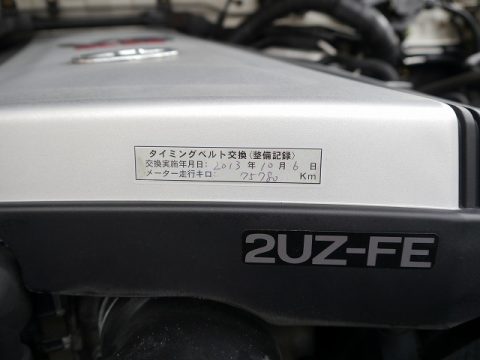 タイミングベルト交換(整備記録)
交換実施年月日: 2013 年 10 月 6 日
メーター走行キロ: 75780 Km
2UZ-FE